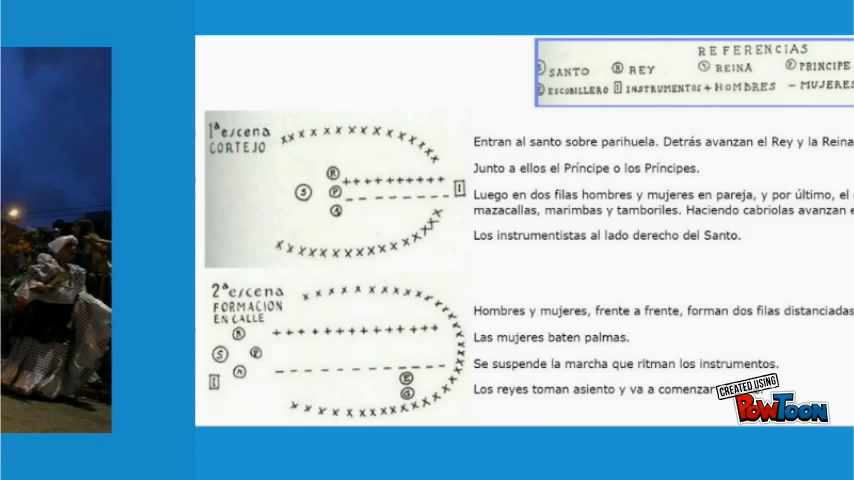 REFERENCIAS
S SANTO R REY PRINCIPE
ESCOBILLERO I INSTRUMENTOS + HOMBRES - MUJERES
REINA
1ª escena
CORTEJO
R
S P I
Entran al santo sobre parihuela. Detrás avanzan el Rey y la Reina
Junto a ellos el Príncipe o los Príncipes.
Luego en dos filas hombres y mujeres en pareja, y por último, el
mazacallas, marimbas y tamboriles. Haciendo cabriolas avanzan
Los instrumentistas al lado derecho del Santo.
2ª escena
FORMACION
EN CALLE
R
S P
I
E
Hombres y mujeres, frente a frente, forman dos filas distanciadas
Las mujeres baten palmas.
Se suspende la marcha que ritman los instrumentos.
Los reyes toman asiento y va a comenzar
CREATED USING
POWTOON